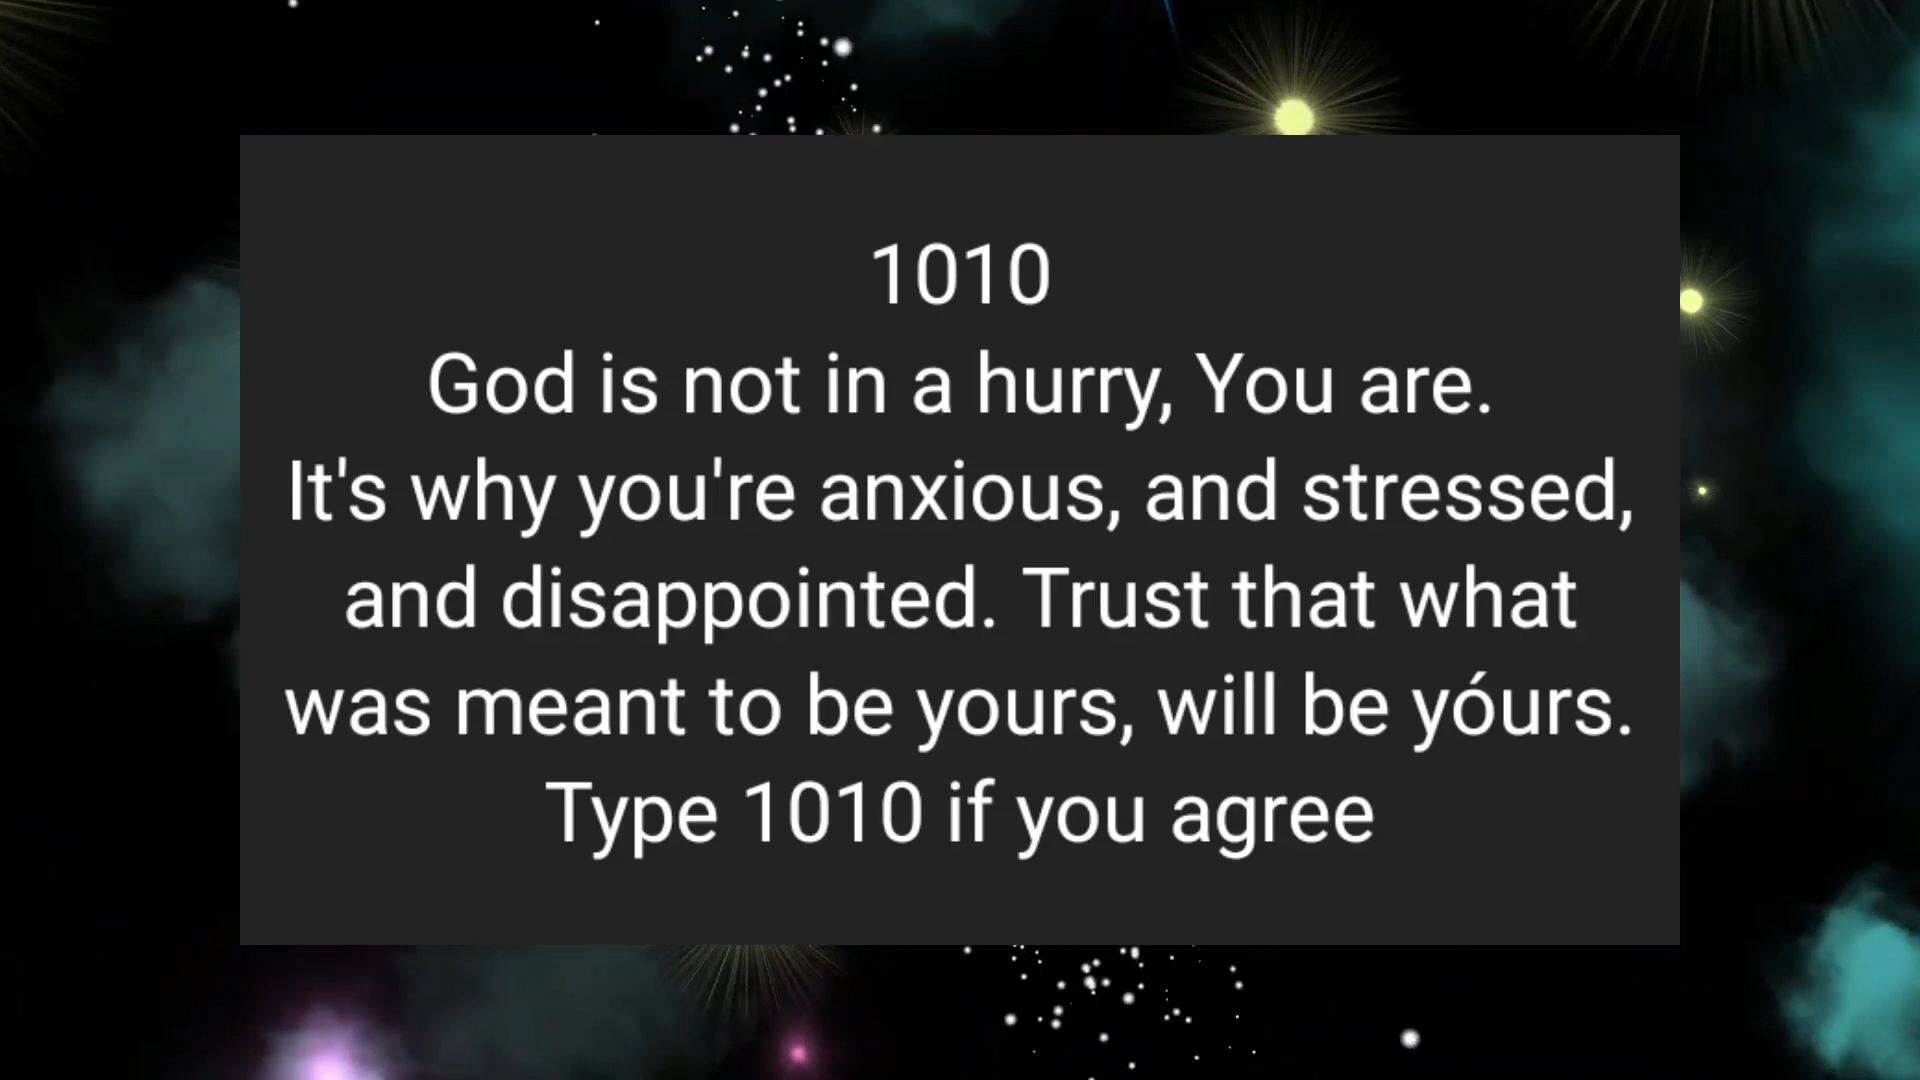 1010
God is not in a hurry, You are.
It's why you're anxious, and stressed,
and disappointed. Trust that what
was meant to be yours, will be yóurs.
Type 1010 if you agree